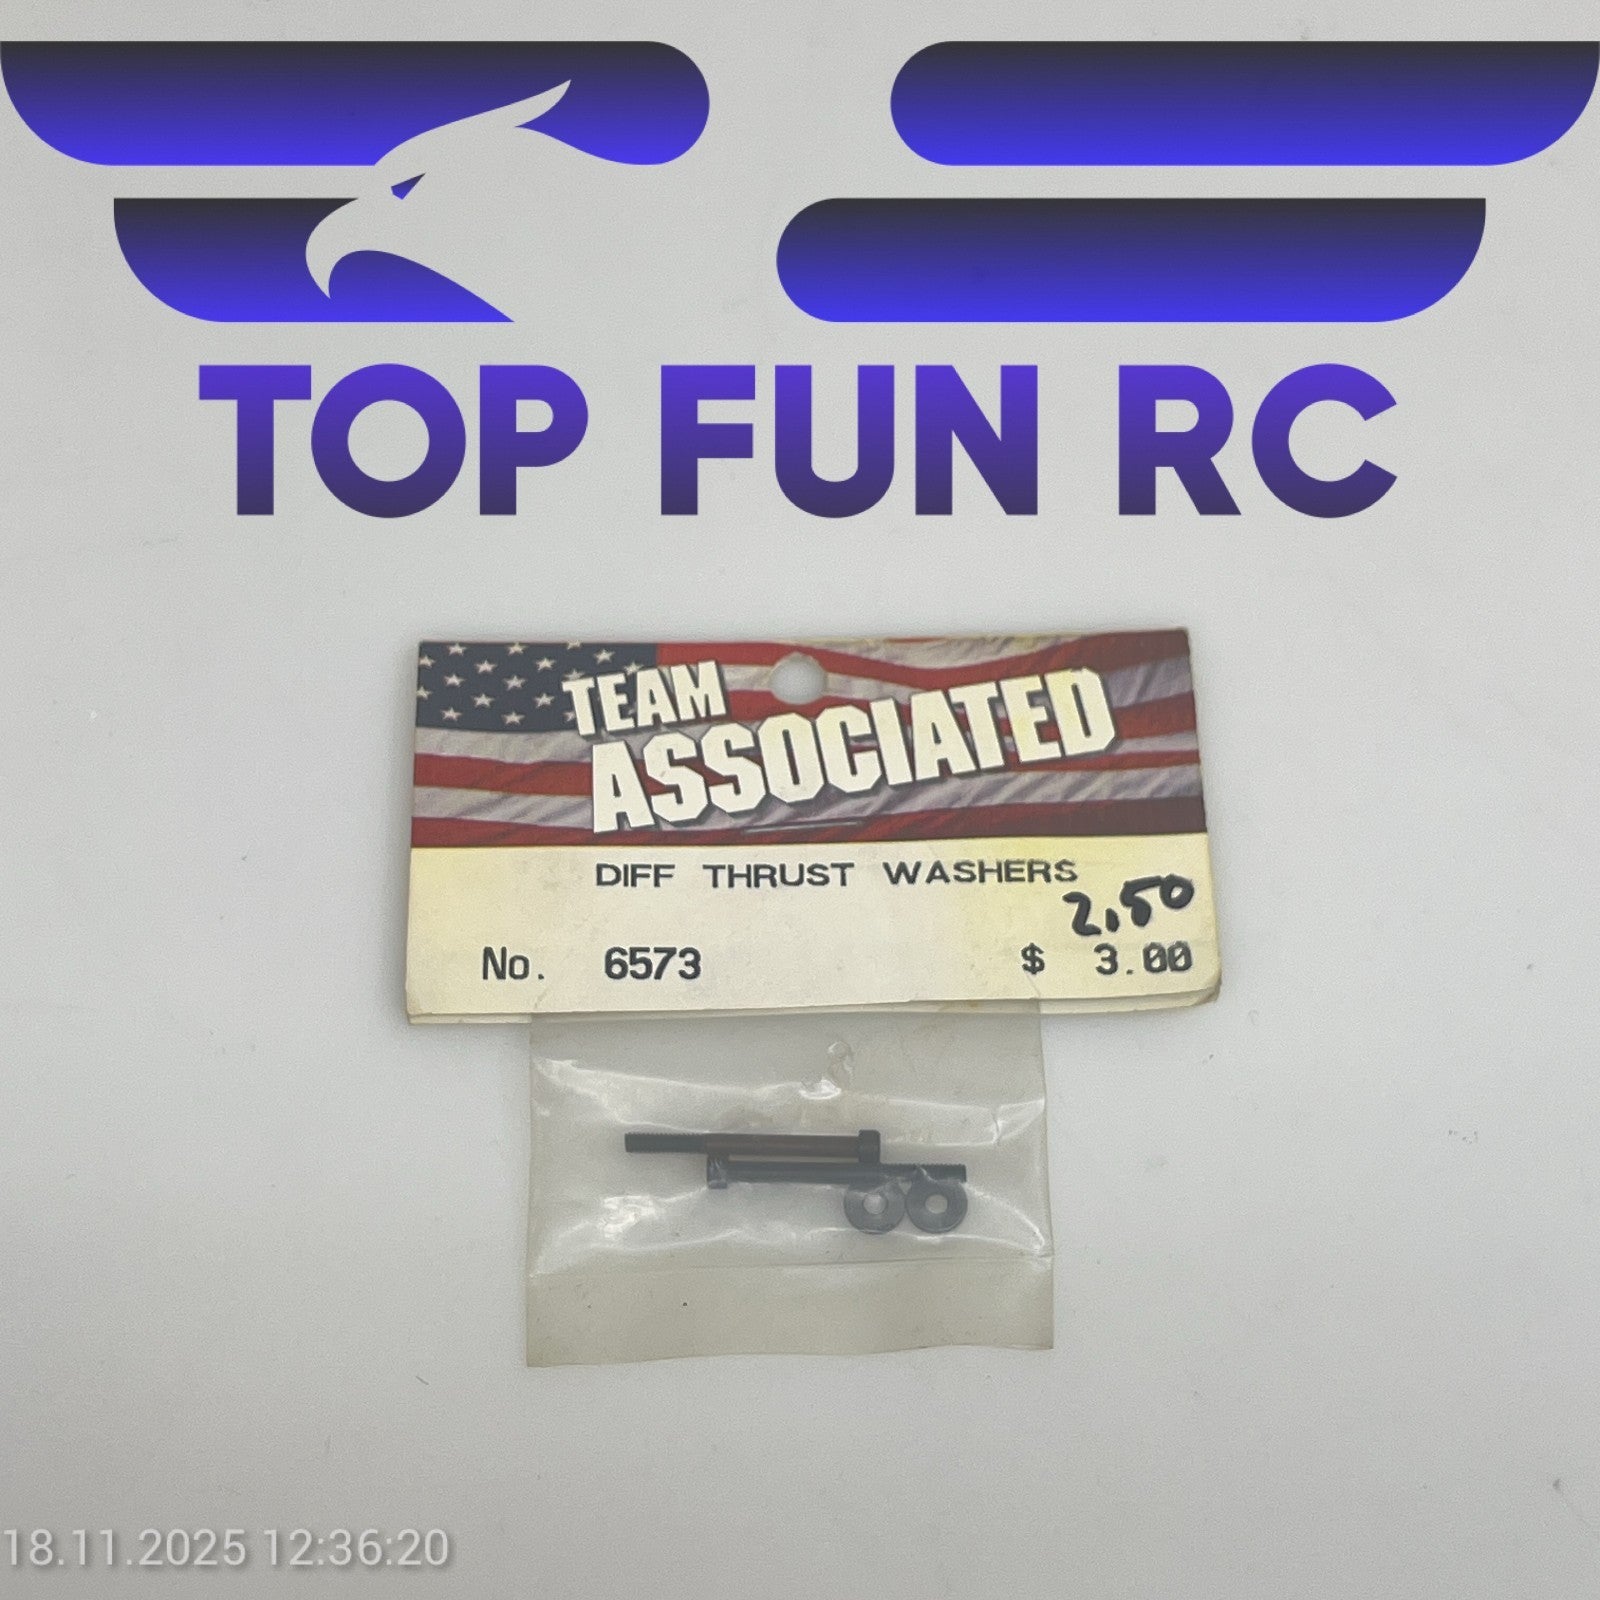 TOP FUN RC
TEAM
ASSOCIATED
DIFF THRUST WASHERS
2.50
No. 6573 $ 3.00
18.11.2025 12:36:20